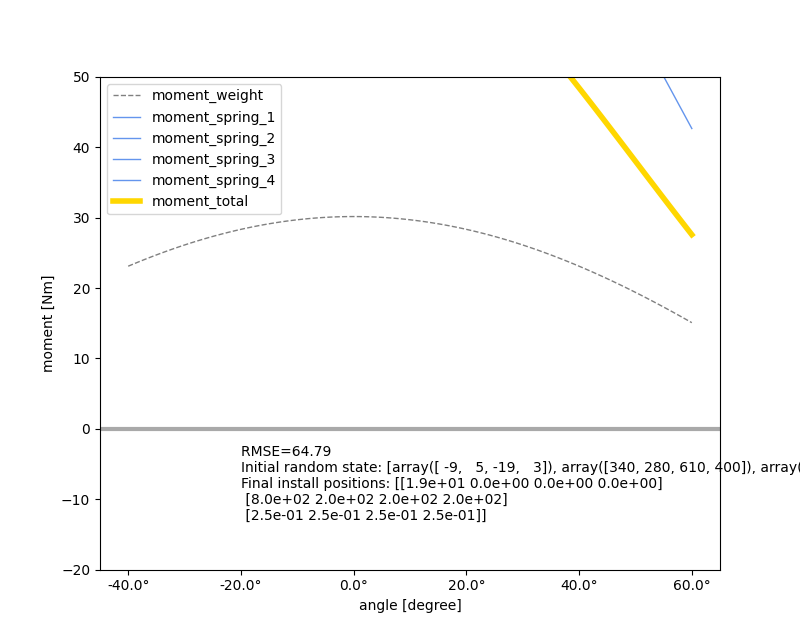 50
40
30
20
10
0
−10
−20
moment [Nm]
moment_weight
moment_spring_1
moment_spring_2
moment_spring_3
moment_spring_4
moment_total
RMSE=64.79
Initial random state: [array([ -9,   5, -19,   3]), array([340, 280, 610, 400]), array(
Final install positions: [[1.9e+01 0.0e+00 0.0e+00 0.0e+00]
[8.0e+02 2.0e+02 2.0e+02 2.0e+02]
[2.5e-01 2.5e-01 2.5e-01 2.5e-01]]
-40.0° -20.0° 0.0° 20.0° 40.0° 60.0°
angle [degree]